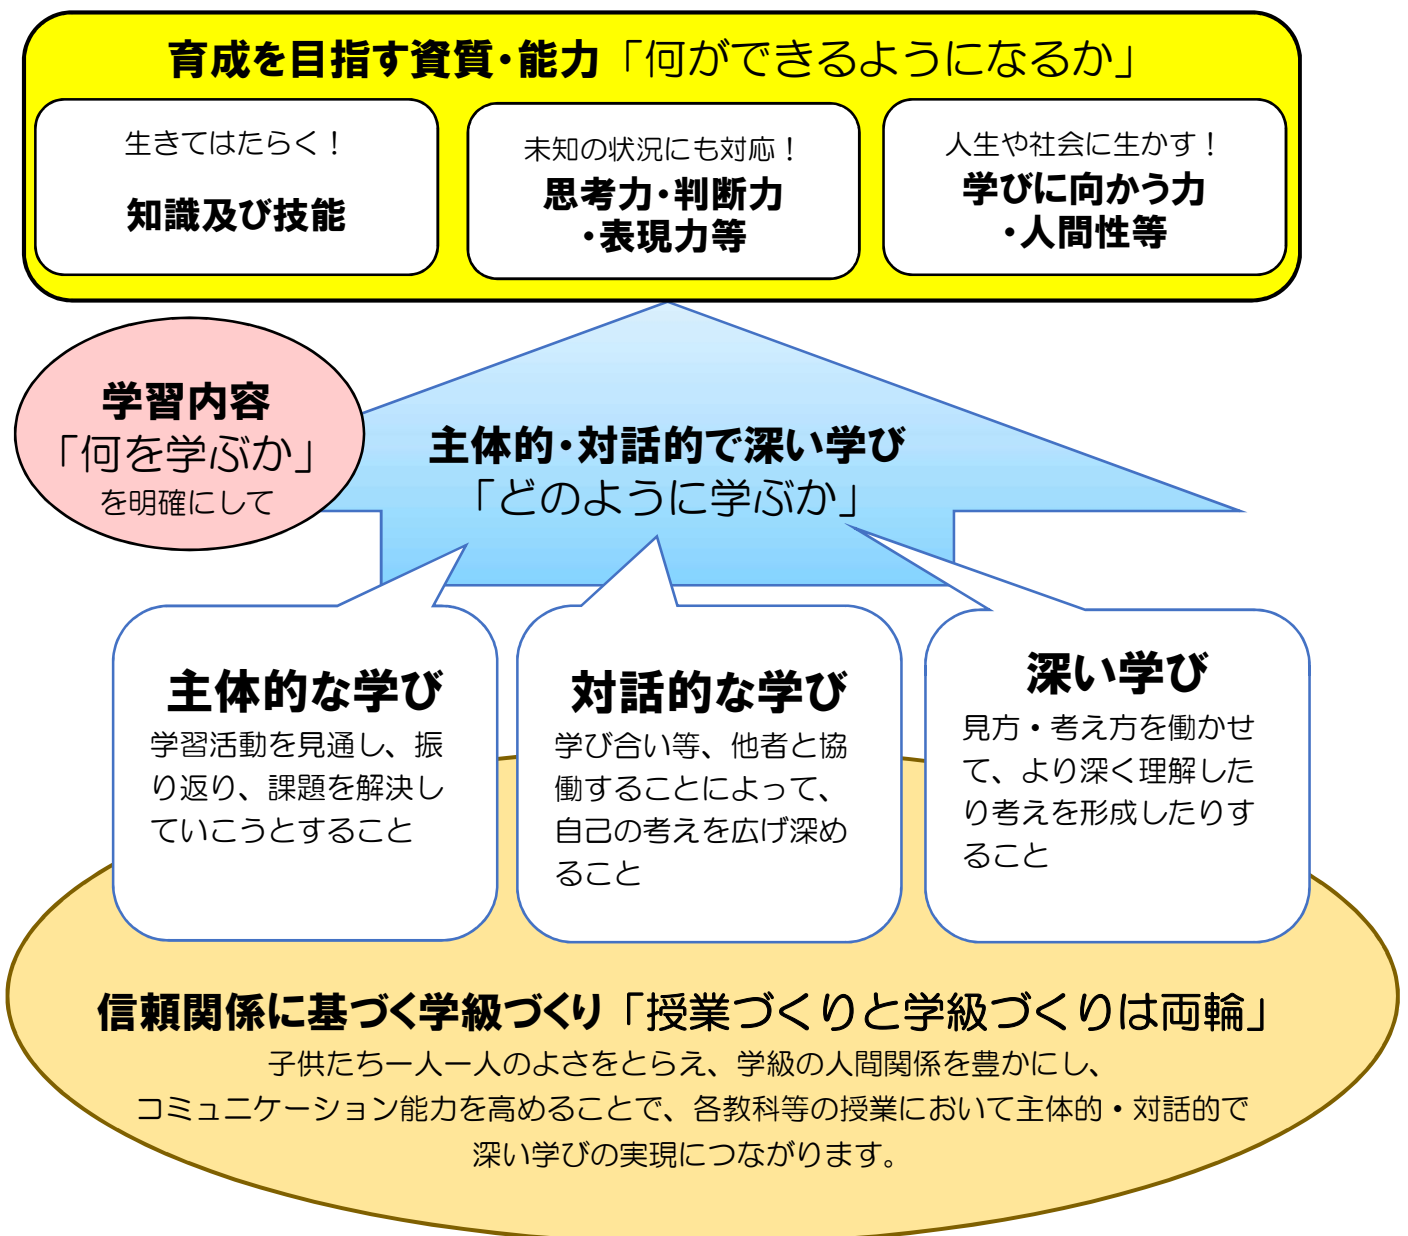 育成を目指す資質・能力「何ができるようになるか」
生きてはたらく！
知識及び技能
未知の状況にも対応！
思考力・判断力
・表現力等
人生や社会に生かす！
学びに向かう力
・人間性等
学習内容
「何を学ぶか」
を明確にして
主体的・対話的で深い学び
「どのように学ぶか」
主体的な学び
学習活動を見通し、振
り返り、課題を解決し
ていこうとすること
対話的な学び
学び合い等、他者と協
働することによって、
自己の考えを広げ深め
ること
深い学び
見方・考え方を働かせ
て、より深く理解した
り考えを形成したりす
ること
信頼関係に基づく学級づくり「授業づくりと学級づくりは両輪」
子供たち一人一人のよさをとらえ、学級の人間関係を豊かにし、
コミュニケーション能力を高めることで、各教科等の授業において主体的・対話的で
深い学びの実現につながります。